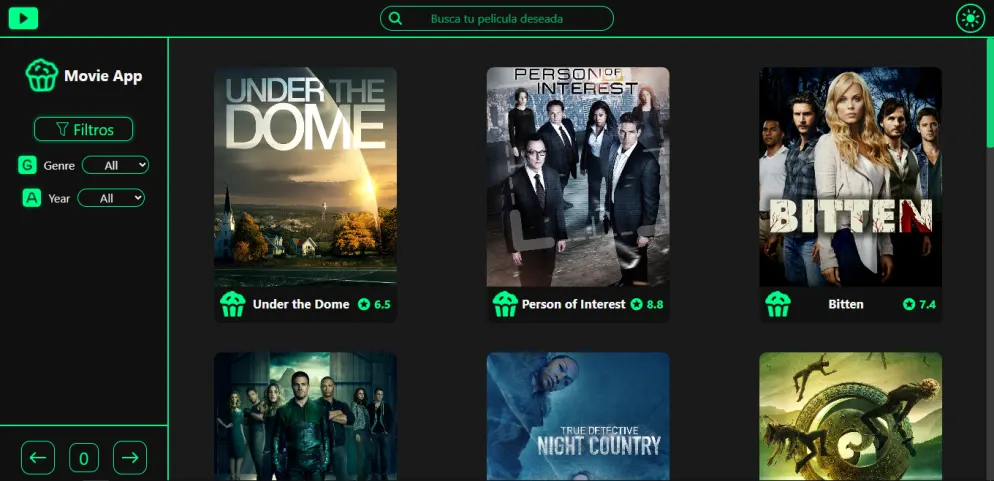 Busca tu película deseada
Movie App
Filtros
G Genre All
A Year All
0
UNDER THE
DOME
Under the Dome 6.5
PERSON OF
INTEREST
Person of Interest 8.8
BITTEN
Bitten 7.4
TRUE DETECTIVE
NIGHT COUNTRY